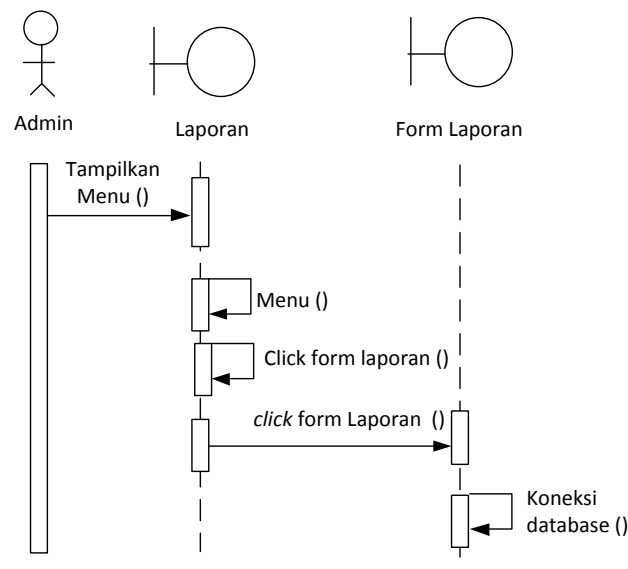 Admin
Laporan
Form Laporan
Tampilkan
Menu ()
Menu ()
Click form laporan ()
click form Laporan  ()
Koneksi
database ()